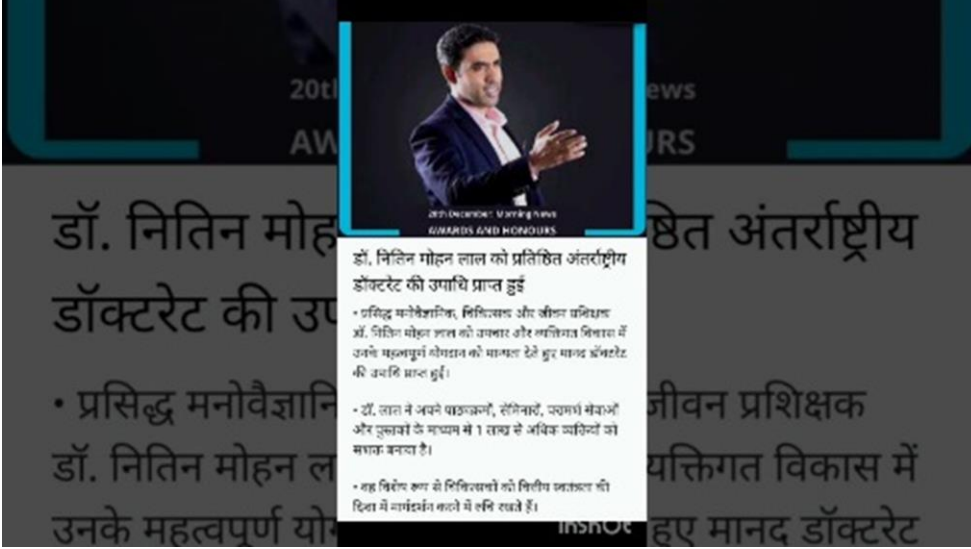 20th December: Morning News
AWARDS AND HONOURS
डॉ. नितिन मोहन लाल को प्रतिष्ठित अंतर्राष्ट्रीय
डॉक्टरेट की उपाधि प्राप्त हुई
• प्रसिद्ध मनोवैज्ञानिक, चिकित्सक और जीवन प्रशिक्षक
डॉ. नितिन मोहन लाल को उपचार और व्यक्तिगत विकास में
उनके महत्वपूर्ण योगदान को मान्यता देते हुए मानद डॉक्टरेट
की उपाधि प्राप्त हुई।
• डॉ. लाल ने अपने पाठ्यक्रमों, सेमिनारों, परामर्श सेवाओं
और पुस्तकों के माध्यम से 1 लाख से अधिक व्यक्तियों को
सशक्त बनाया है।
• वह विशेष रूप से चिकित्सकों को वित्तीय स्वतंत्रता की
दिशा में मार्गदर्शन करने में रुचि रखते हैं।
InShOt